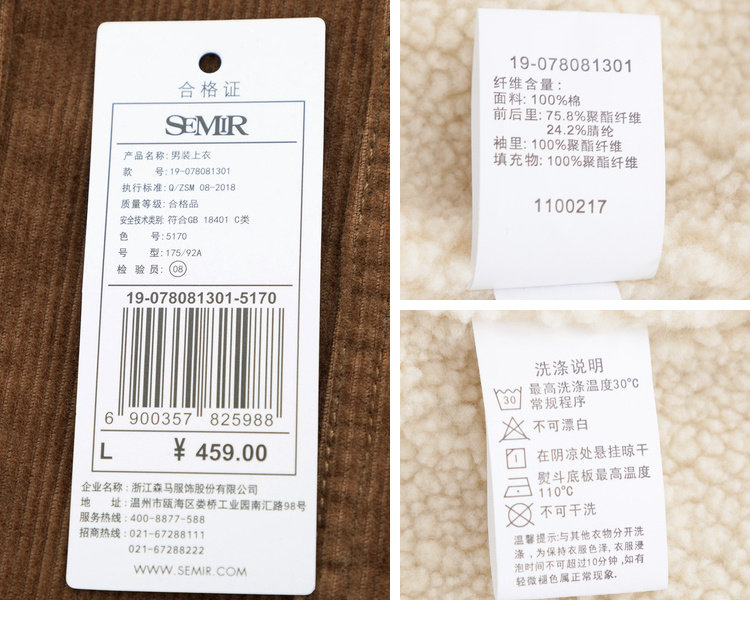 合格证
SEMIR
产品名称: 男装上衣
款 号: 19-078081301
执行标准: Q/ZSM 08-2018
质量等级: 合格品
安全技术类别: 符合GB 18401 C类
色 号: 5170
号 型: 175/92A
检 验 员: 08
19-078081301-5170
6 900357 825988
L ¥ 459.00
企业名称: 浙江森马服饰股份有限公司
地 址: 温州市瓯海区娄桥工业园南汇路98号
服务热线: 400-8877-588
招商热线: 021-67288111
021-67288222
WWW.SEMIR.COM
19-078081301
纤维含量:
面料: 100%棉
前后里: 75.8%聚酯纤维
24.2%腈纶
袖里: 100%聚酯纤维
填充物: 100%聚酯纤维
1100217
洗涤说明
30 最高洗涤温度30℃
常规程序
不可漂白
在阴凉处悬挂晾干
熨斗底板最高温度
110℃
不可干洗
温馨提示:与其他衣物分开洗
涤,为保持衣服色泽,衣服浸
泡时间不可超过10分钟,如有
轻微褪色属正常现象.